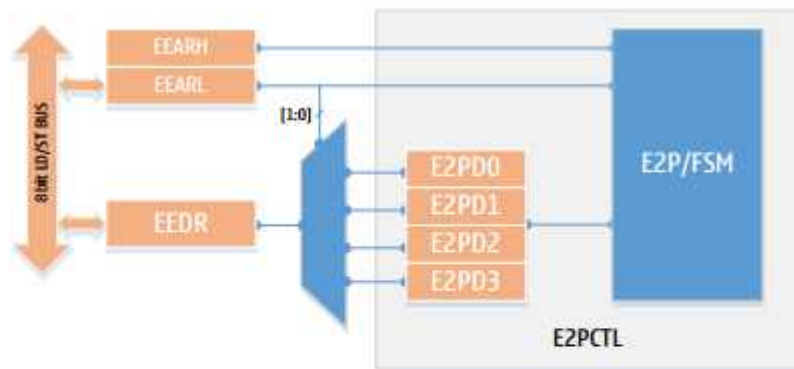 8bit LD/ST BUS
EEARH
EEARL
[1:0]
EEDR
E2PD0
E2PD1
E2PD2
E2PD3
E2P/FSM
E2PCTL